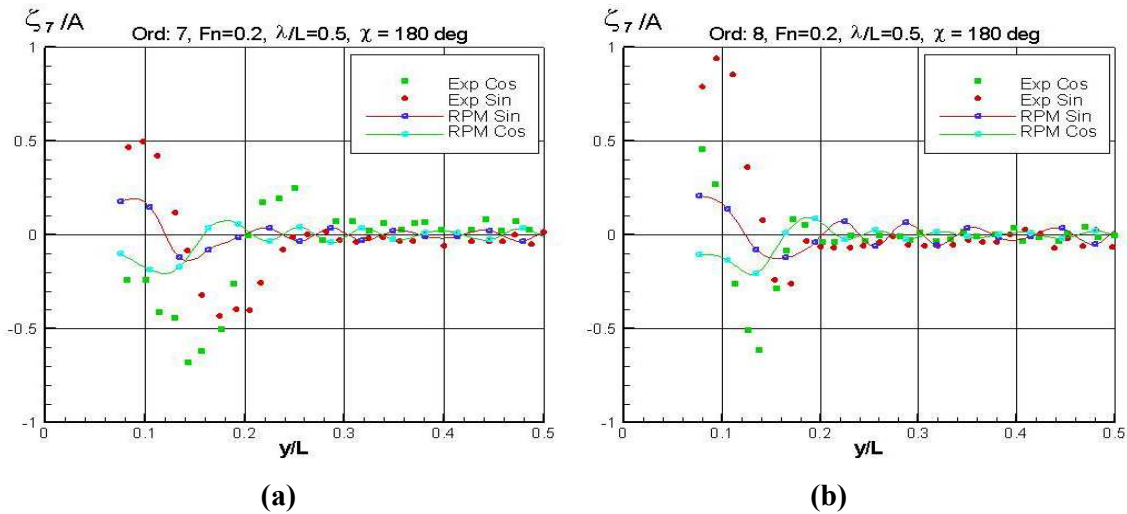 ζ₇/A
Ord: 7, Fn=0.2, λ/L=0.5, χ = 180 deg
1
Exp Cos
Exp Sin
RPM Sin
RPM Cos
0.5
0
-0.5
-1
0
0.1
0.2
0.3
0.4
0.5
y/L
(a)
ζ₇/A
Ord: 8, Fn=0.2, λ/L=0.5, χ = 180 deg
1
Exp Cos
Exp Sin
RPM Sin
RPM Cos
0.5
0
-0.5
-1
0
0.1
0.2
0.3
0.4
0.5
y/L
(b)